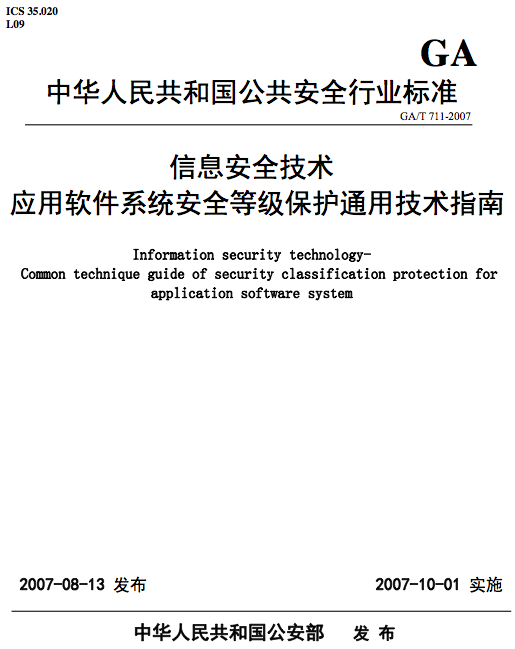 ICS 35.020
L09
GA
中华人民共和国公共安全行业标准
GA/T 711-2007
信息安全技术
应用软件系统安全等级保护通用技术指南
Information security technology-
Common technique guide of security classification protection for
application software system
2007-08-13 发布
2007-10-01 实施
中华人民共和国公安部 发 布